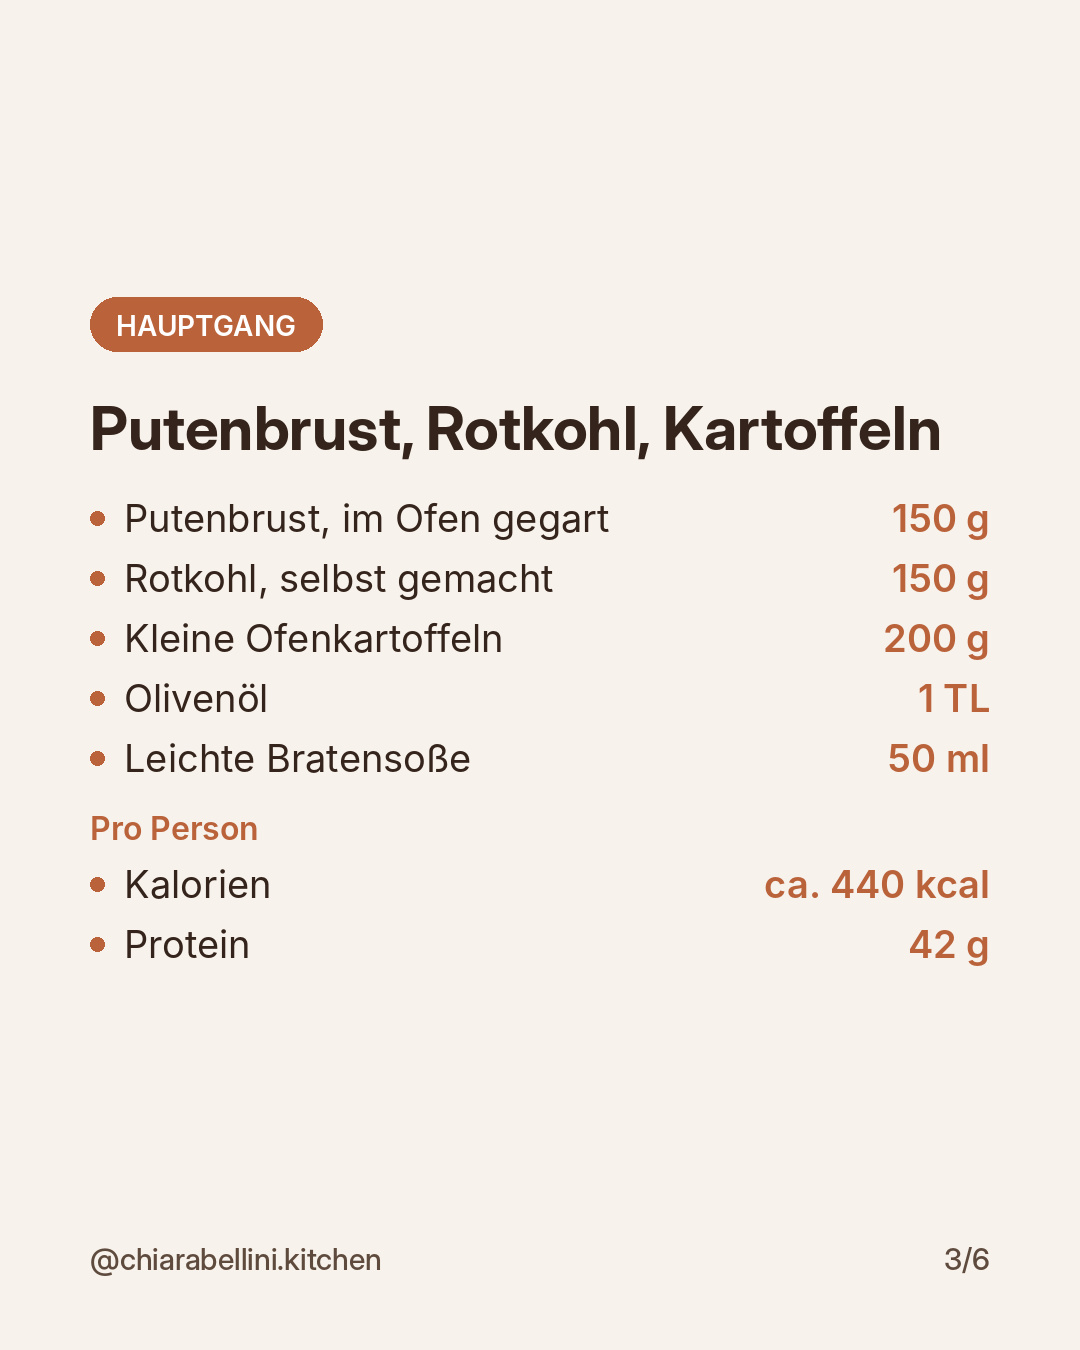 HAUPTGANG
Putenbrust, Rotkohl, Kartoffeln
Putenbrust, im Ofen gegart 150 g
Rotkohl, selbst gemacht 150 g
Kleine Ofenkartoffeln 200 g
Olivenöl 1 TL
Leichte Bratensoße 50 ml
Pro Person
Kalorien ca. 440 kcal
Protein 42 g
@chiarabellini.kitchen 3/6